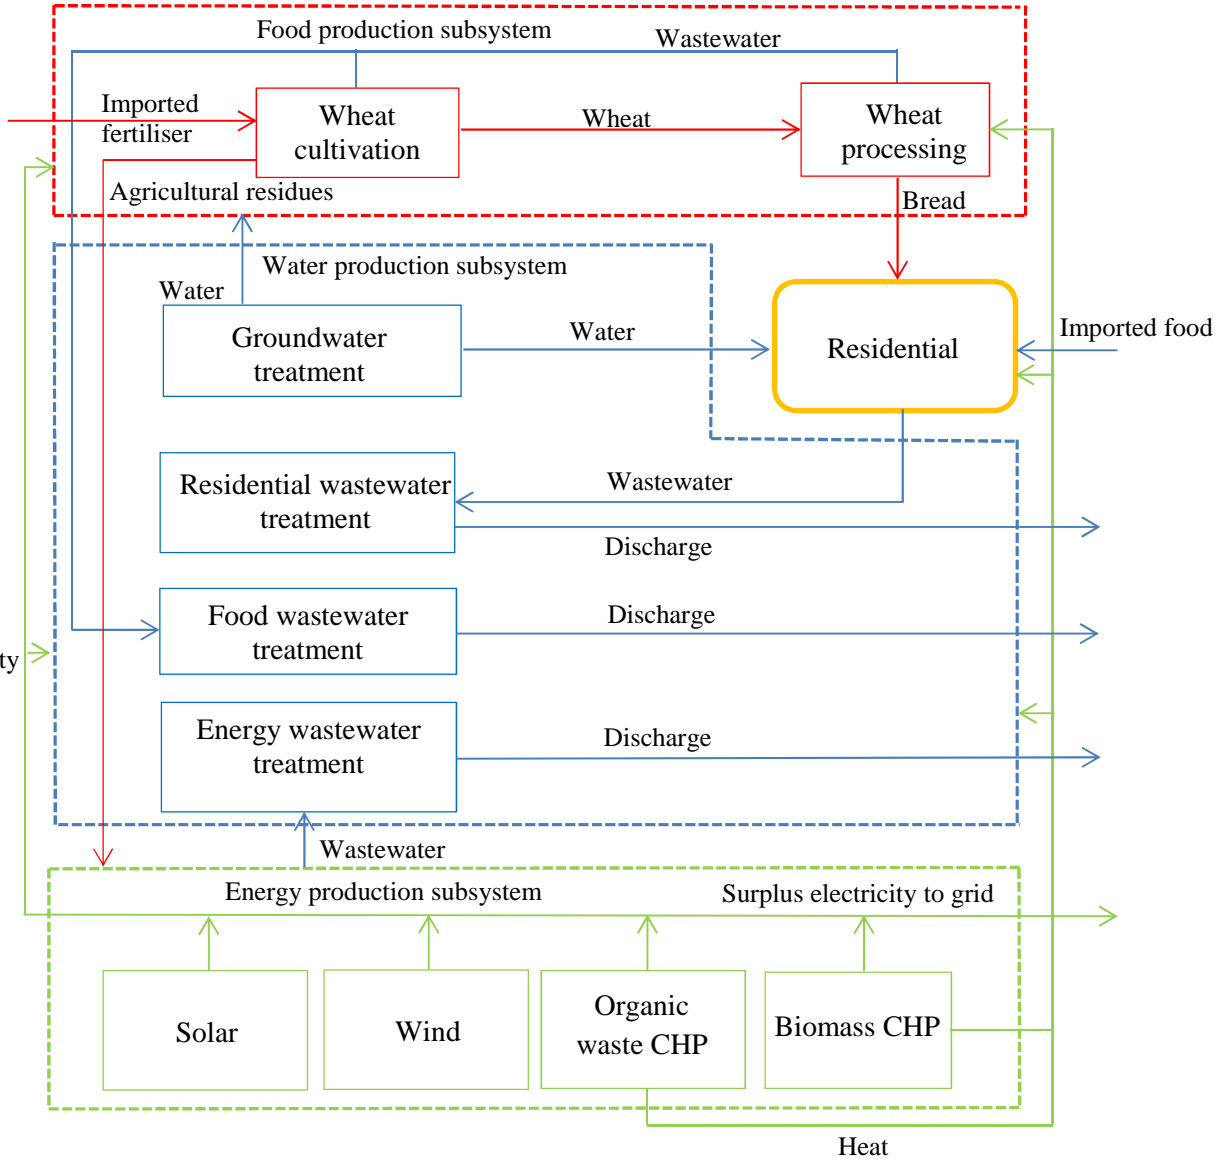 Food production subsystem
Wastewater
Imported
fertiliser
Wheat
cultivation
Wheat
Wheat
processing
Agricultural residues
Bread
Water production subsystem
Water
Groundwater
treatment
Water
Residential
Imported food
Residential wastewater
treatment
Wastewater
Discharge
Food wastewater
treatment
Discharge
ty
Energy wastewater
treatment
Discharge
Wastewater
Energy production subsystem
Surplus electricity to grid
Solar
Wind
Organic
waste CHP
Biomass CHP
Heat